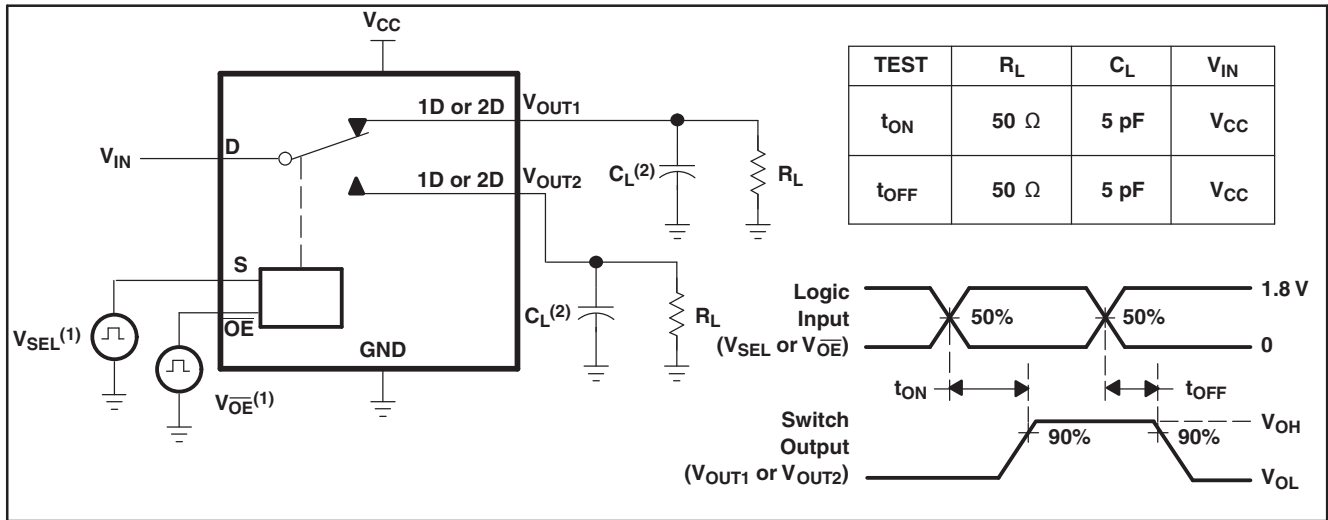 VCC
1D or 2D
VOUT1
VIN
D
CL(2)
RL
1D or 2D
VOUT2
S
OE
CL(2)
RL
VSEL(1)
GND
VOE(1)
TEST RL CL VIN
tON 50 Ω 5 pF VCC
tOFF 50 Ω 5 pF VCC
Logic
Input
(VSEL or VOE)
50%
50%
1.8 V
0
tON
tOFF
Switch
Output
(VOUT1 or VOUT2)
90%
90%
VOH
VOL